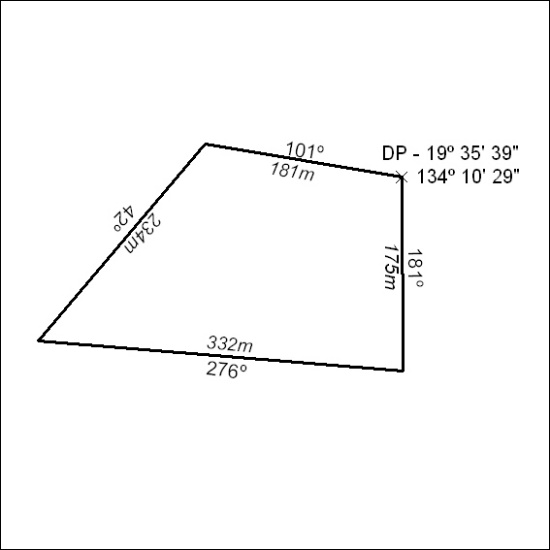 101º
181m
DP - 19º 35' 39"
134º 10' 29"
42º
234m
175m
181º
332m
276º